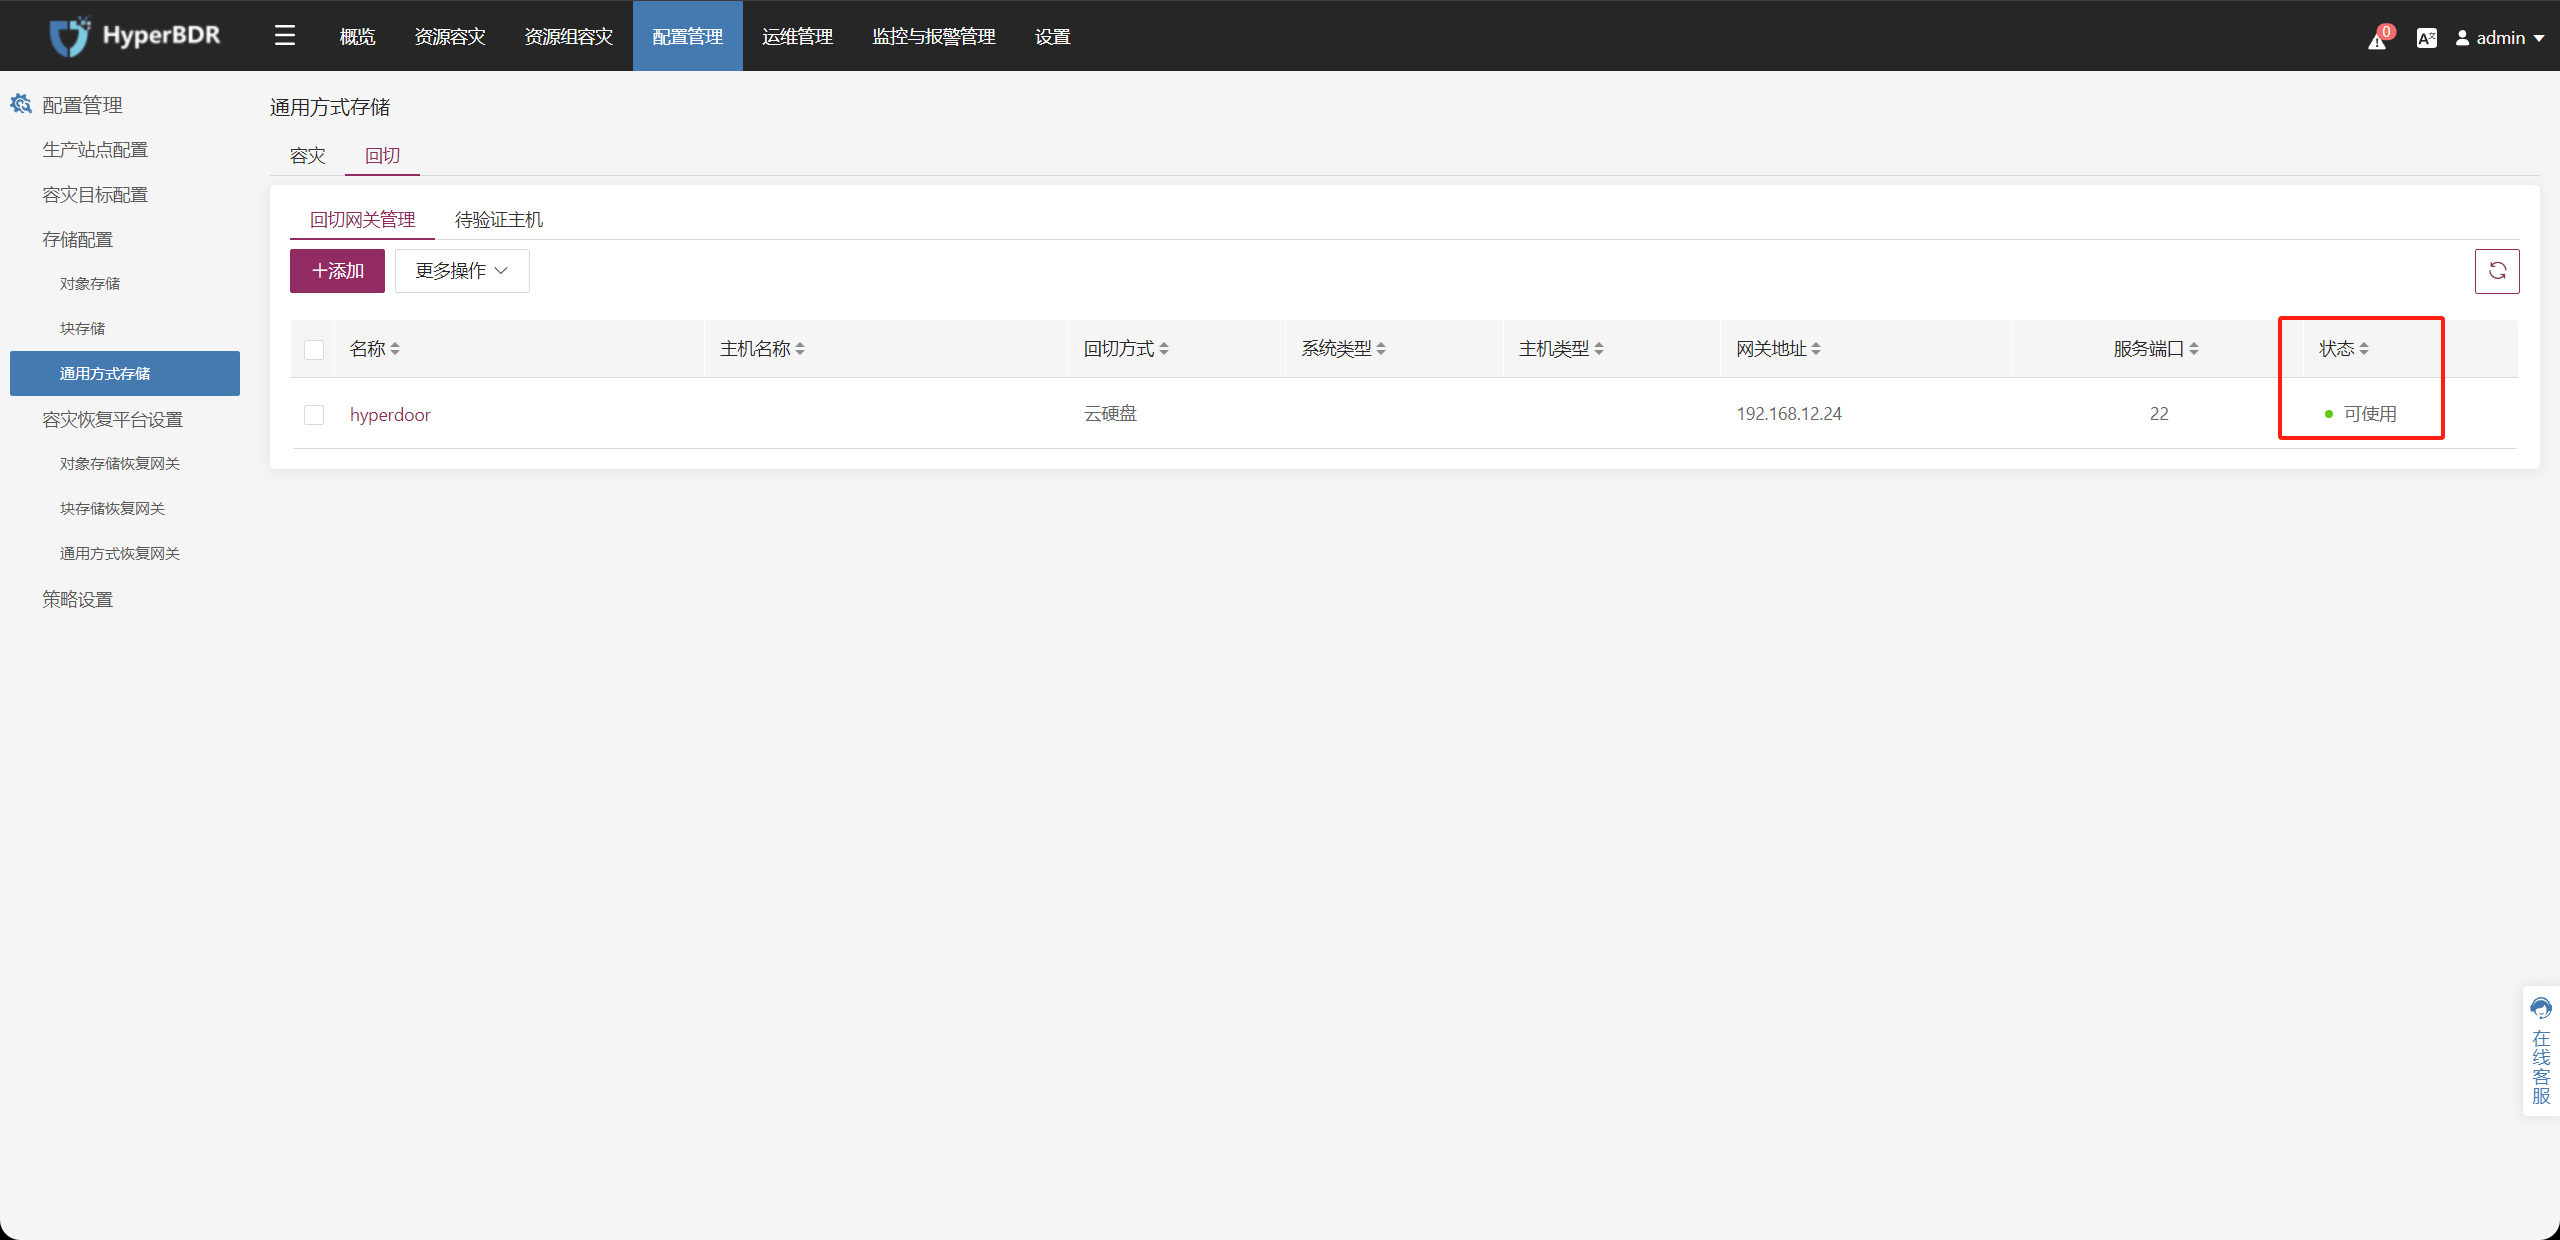 HyperBDR
概览 资源容灾 资源组容灾 配置管理 运维管理 监控与报警管理 设置
0
admin
配置管理
生产站点配置
容灾目标配置
存储配置
对象存储
块存储
通用方式存储
容灾恢复平台设置
对象存储恢复网关
块存储恢复网关
通用方式恢复网关
策略设置
通用方式存储
容灾 回切
回切网关管理 待验证主机
+添加 更多操作
名称 主机名称 回切方式 系统类型 主机类型 网关地址 服务端口 状态
hyperdoor 云硬盘 192.168.12.24 22 可使用
在线客服